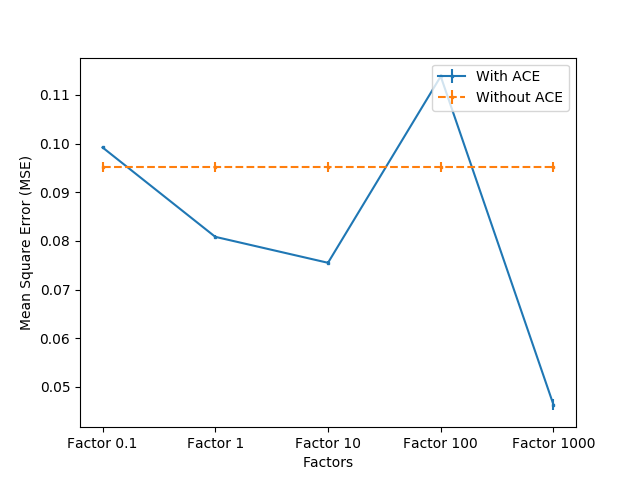 With ACE
Without ACE
0.11
0.10
0.09
0.08
0.07
0.06
0.05
Mean Square Error (MSE)
Factor 0.1
Factor 1
Factor 10
Factor 100
Factor 1000
Factors